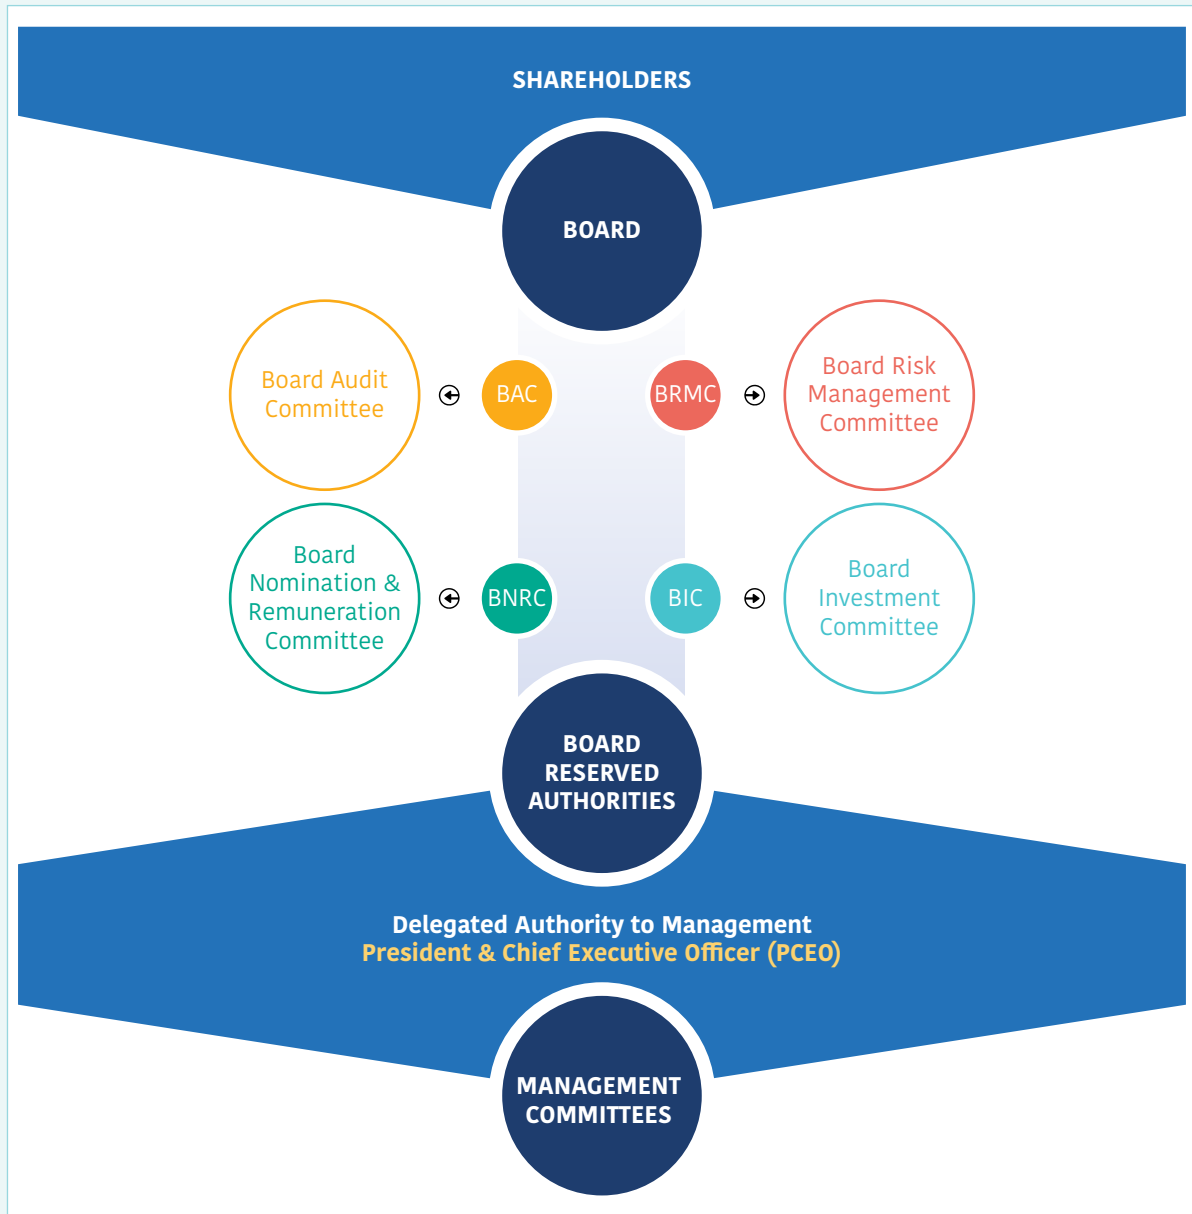 SHAREHOLDERS
BOARD
Board Audit
Committee
BAC
BRMC
Board Risk
Management
Committee
Board
Nomination &
Remuneration
Committee
BNRC
BIC
Board
Investment
Committee
BOARD
RESERVED
AUTHORITIES
Delegated Authority to Management
President & Chief Executive Officer (PCEO)
MANAGEMENT
COMMITTEES